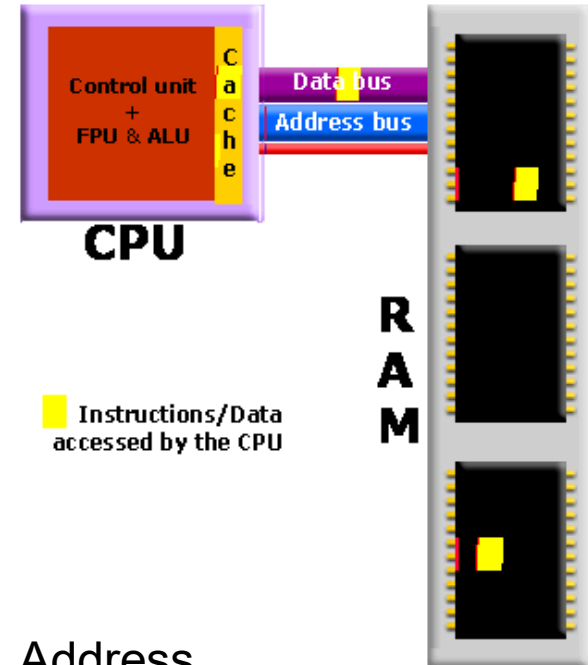 Control unit
+
FPU & ALU
C
a
c
h
e
Data bus
Address bus
CPU
R
A
M
Instructions/Data
accessed by the CPU
Address